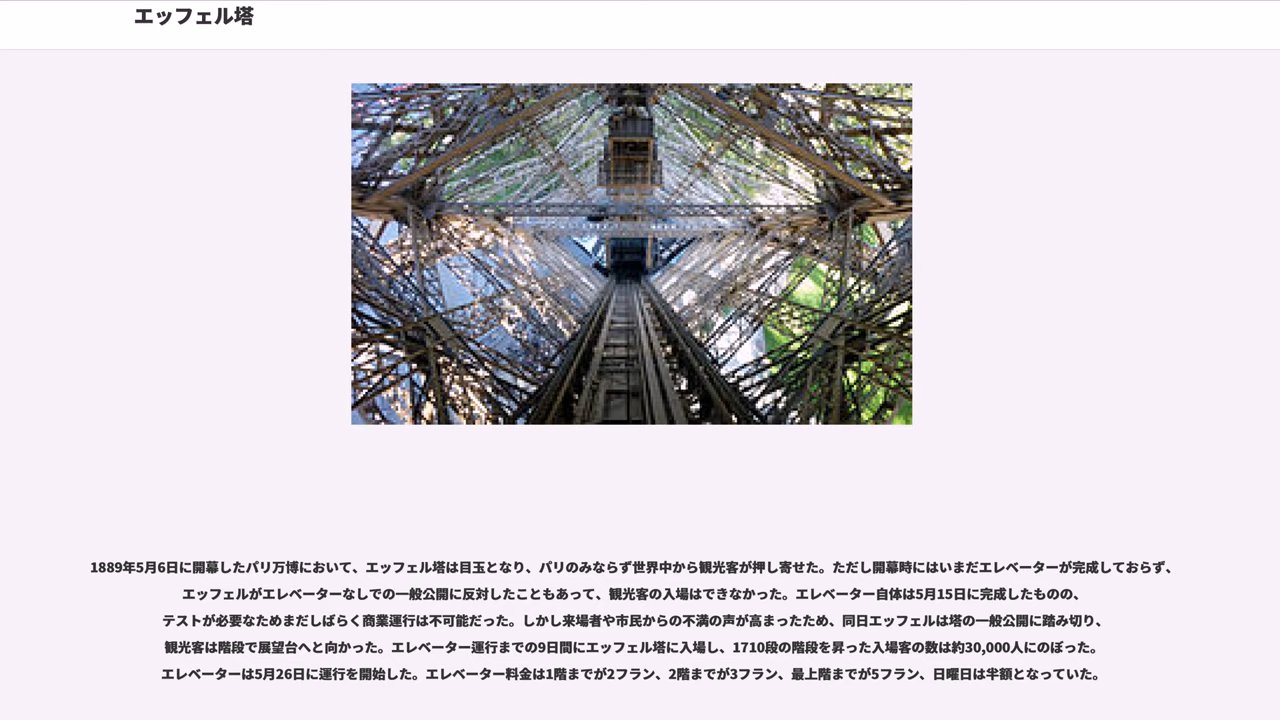 エッフェル塔
1889年5月6日に開幕したパリ万博において、エッフェル塔は目玉となり、パリのみならず世界中から観光客が押し寄せた。ただし開幕時にはいまだエレベーターが完成しておらず、
エッフェルがエレベーターなしでの一般公開に反対したこともあって、観光客の入場はできなかった。エレベーター自体は5月15日に完成したものの、
テストが必要なためまだしばらく商業運行は不可能だった。しかし来場者や市民からの不満の声が高まったため、同日エッフェルは塔の一般公開に踏み切り、
観光客は階段で展望台へと向かった。エレベーター運行までの9日間にエッフェル塔に入場し、1710段の階段を昇った入場客の数は約30,000人にのぼった。
エレベーターは5月26日に運行を開始した。エレベーター料金は1階までが2フラン、2階までが3フラン、最上階までが5フラン、日曜日は半額となっていた。